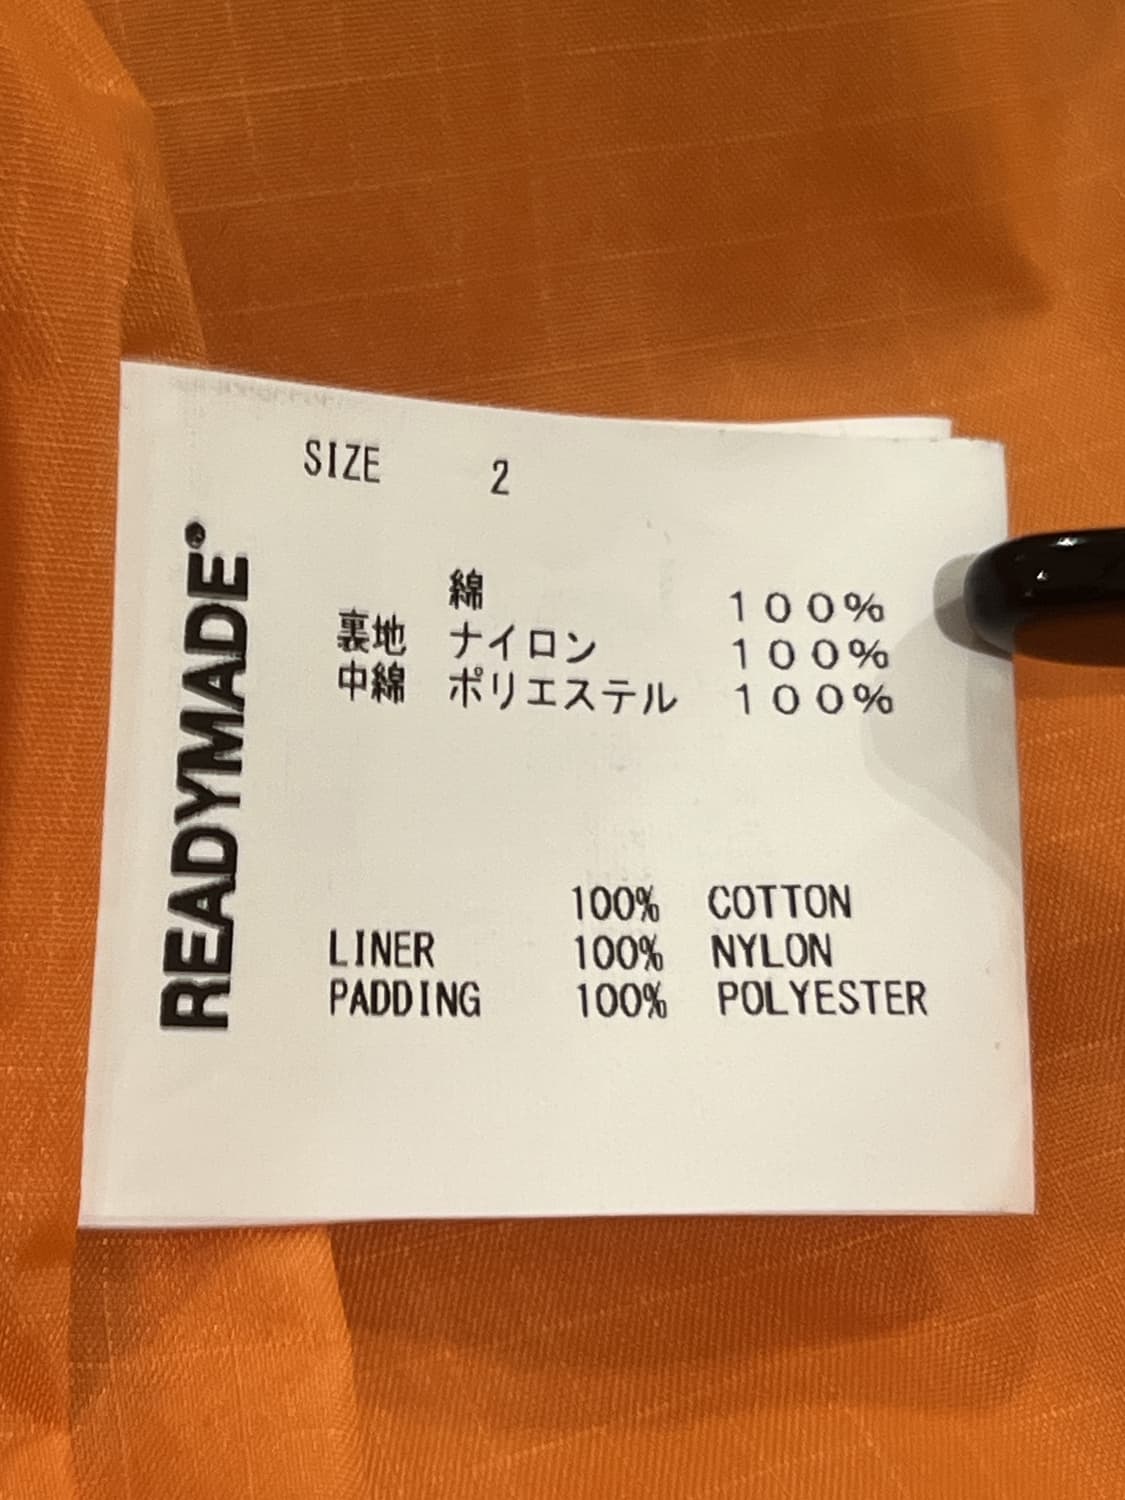 SIZE 2
READYMADE®
綿 100%
裏地 ナイロン 100%
中綿 ポリエステル 100%
100% COTTON
LINER 100% NYLON
PADDING 100% POLYESTER